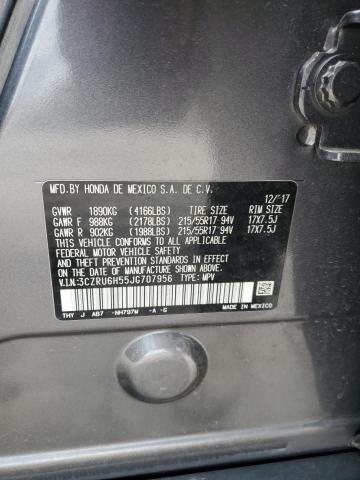 MFD.BY HONDA DE MEXICO S.A. DE C.V.
12/'17
GVWR 1890KG (4166LBS) TIRE SIZE RIM SIZE
GAWR F 988KG (2178LBS) 215/55R17 94V 17X7.5J
GAWR R 902KG (1988LBS) 215/55R17 94V 17X7.5J
THIS VEHICLE CONFORMS TO ALL APPLICABLE
FEDERAL MOTOR VEHICLE SAFETY, BUMPER, AND
THEFT PREVENTION STANDARDS IN EFFECT ON THE
DATE OF MANUFACTURE SHOWN ABOVE.
V.I.N:3CZRU6H55JG707956 TYPE: MPV
THY J AB7 -NH797M -A -G
MADE IN MEXICO